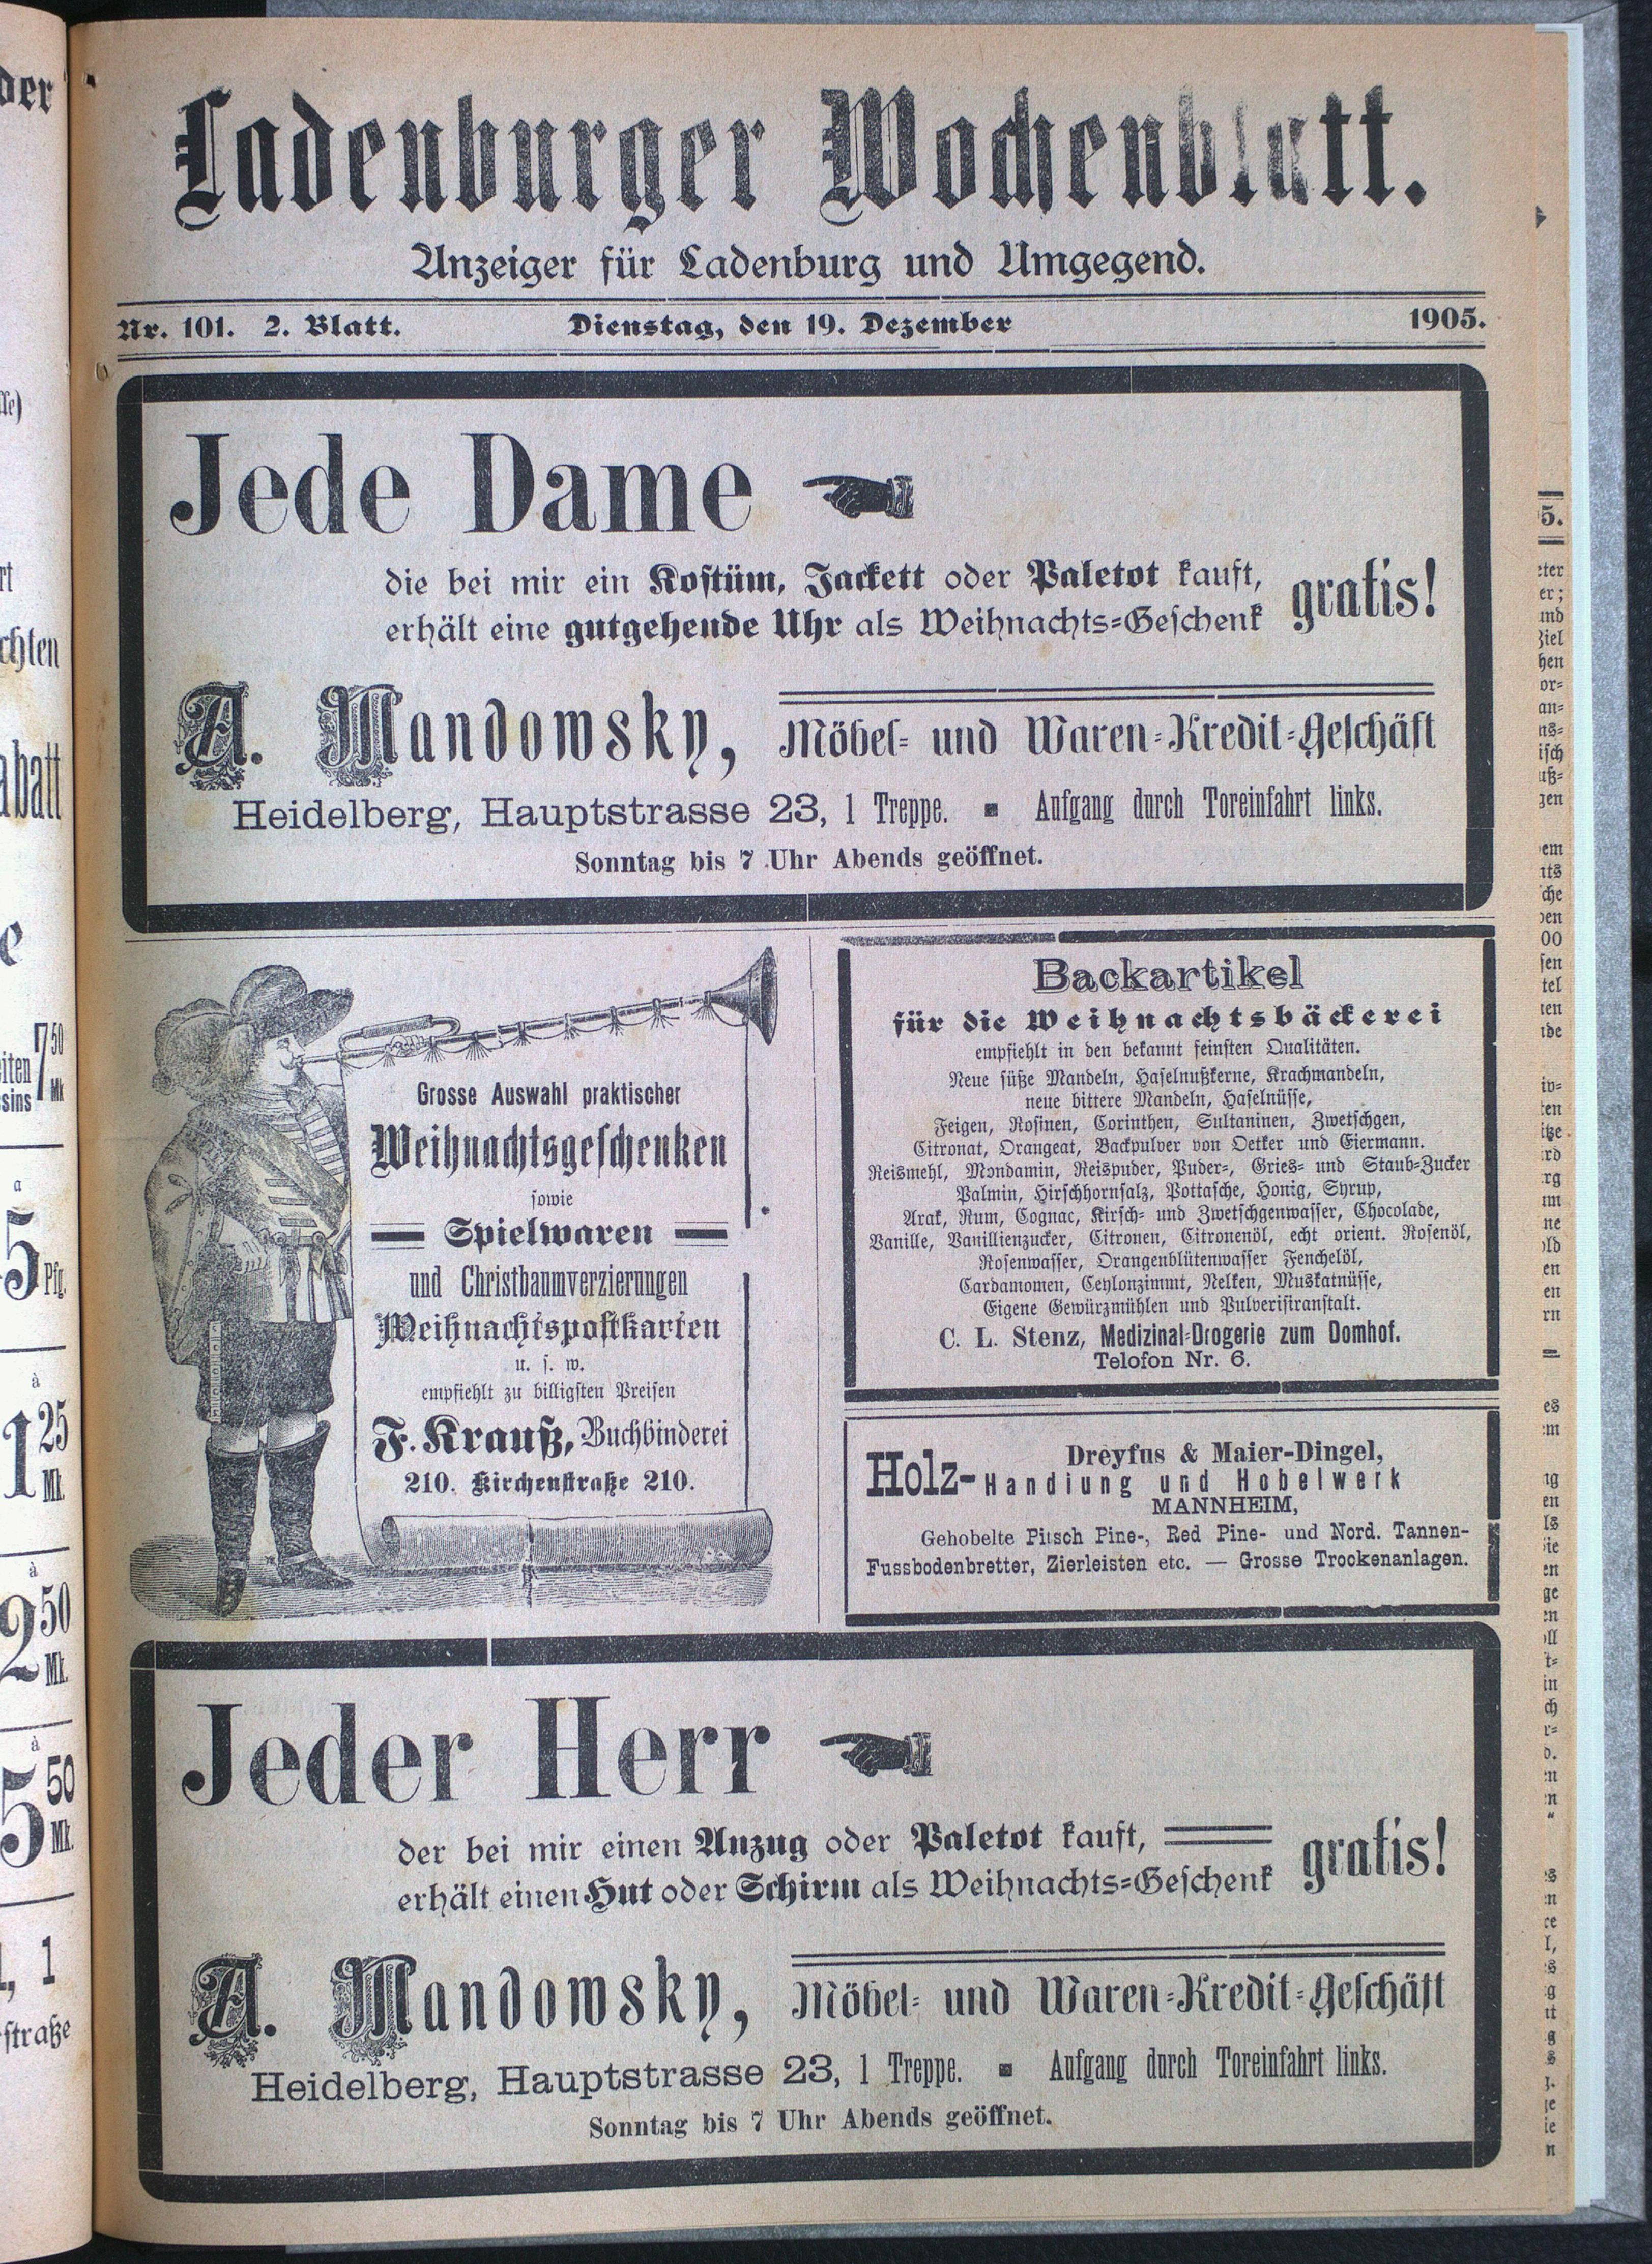 Ladenburger Wochenblatt.
Anzeiger für Ladenburg und Umgegend.
Nr. 101. 2. Blatt. Dienstag, den 19. Dezember 1905.
Jede Dame
die bei mir ein Kostüm, Jackett oder Paletot kauft,
erhält eine gutgehende Uhr als Weihnachts-Geschenk gratis!
A. Mandowsky, Möbel- und Waren-Kredit-Geschäft
Heidelberg, Hauptstrasse 23, 1 Treppe. ▪ Aufgang durch Toreinfahrt links.
Sonntag bis 7 Uhr Abends geöffnet.
Grosse Auswahl praktischer
Weihnachtsgeschenken
sowie
Spielwaren
und Christbaumverzierungen
Weihnachtspostkarten
u. s. w.
empfiehlt zu billigsten Preisen
F. Krauß, Buchbinderei
210. Kirchenstraße 210.
Backartikel
für die Weihnachtsbäckerei
empfiehlt in den bekannt feinsten Qualitäten.
Neue süße Mandeln, Haselnußkerne, Krachmandeln,
neue bittere Mandeln, Haselnüsse,
Feigen, Rosinen, Corinthen, Sultaninen, Zwetschgen,
Citronat, Orangeat, Backpulver von Oetker und Eiermann.
Reismehl, Mondamin, Reispuder, Puder-, Gries- und Staub-Zucker
Palmin, Hirschhornsalz, Pottasche, Honig, Syrup,
Arak, Rum, Cognac, Kirsch- und Zwetschgenwasser, Chocolade,
Vanille, Vanillienzucker, Citronen, Citronenöl, echt orient. Rosenöl,
Rosenwasser, Orangenblütenwasser Fenchelöl,
Cardamomen, Ceylonzimmt, Nelken, Muskatnüsse,
Eigene Gewürzmühlen und Pulverisiranstalt.
C. L. Stenz, Medizinal-Drogerie zum Domhof.
Telofon Nr. 6.
Dreyfus & Maier-Dingel,
Holz-Handlung und Hobelwerk
MANNHEIM,
Gehobelte Pitsch Pine-, Red Pine- und Nord. Tannen-
Fussbodenbretter, Zierleisten etc. — Grosse Trockenanlagen.
Jeder Herr
der bei mir einen Anzug oder Paletot kauft,
erhält einen Hut oder Schirm als Weihnachts-Geschenk gratis!
A. Mandowsky, Möbel- und Waren-Kredit-Geschäft
Heidelberg, Hauptstrasse 23, 1 Treppe. ▪ Aufgang durch Toreinfahrt links.
Sonntag bis 7 Uhr Abends geöffnet.